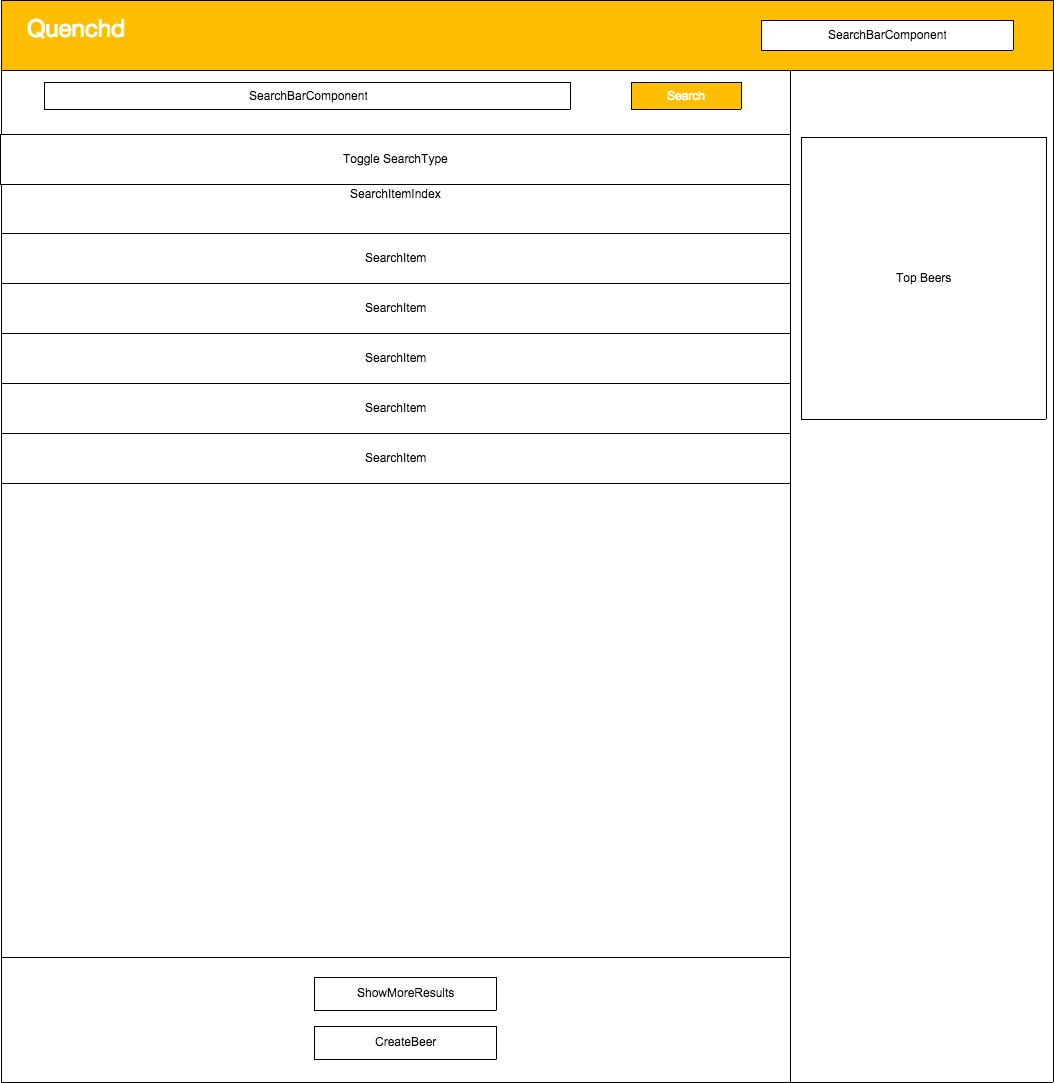 Quenchd
SearchBarComponent
SearchBarComponent
Search
Toggle SearchType
SearchItemIndex
SearchItem
SearchItem
SearchItem
SearchItem
SearchItem
Top Beers
ShowMoreResults
CreateBeer